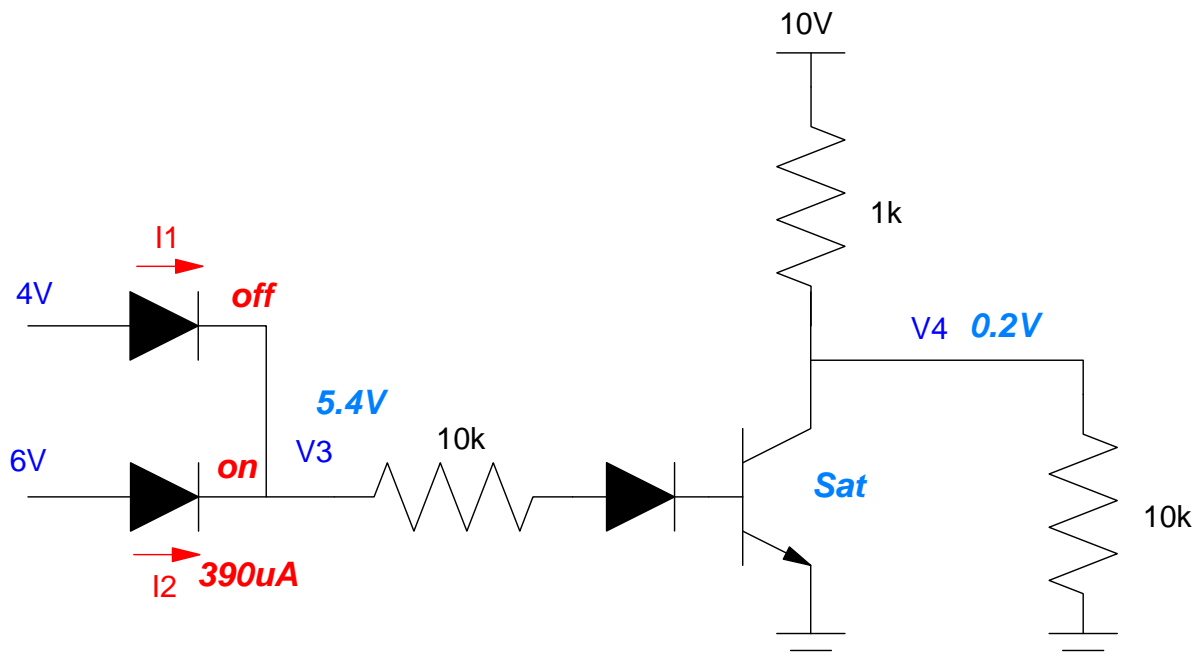 10V
1k
I1
4V
off
V4 0.2V
5.4V
10k
V3
6V
on
Sat
10k
I2 390uA